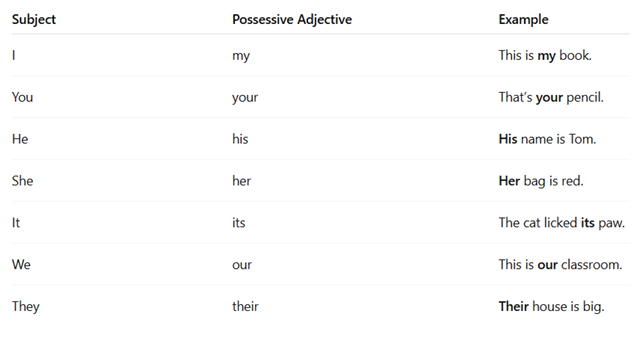 Subject Possessive Adjective Example
I my This is my book.
You your That’s your pencil.
He his His name is Tom.
She her Her bag is red.
It its The cat licked its paw.
We our This is our classroom.
They their Their house is big.